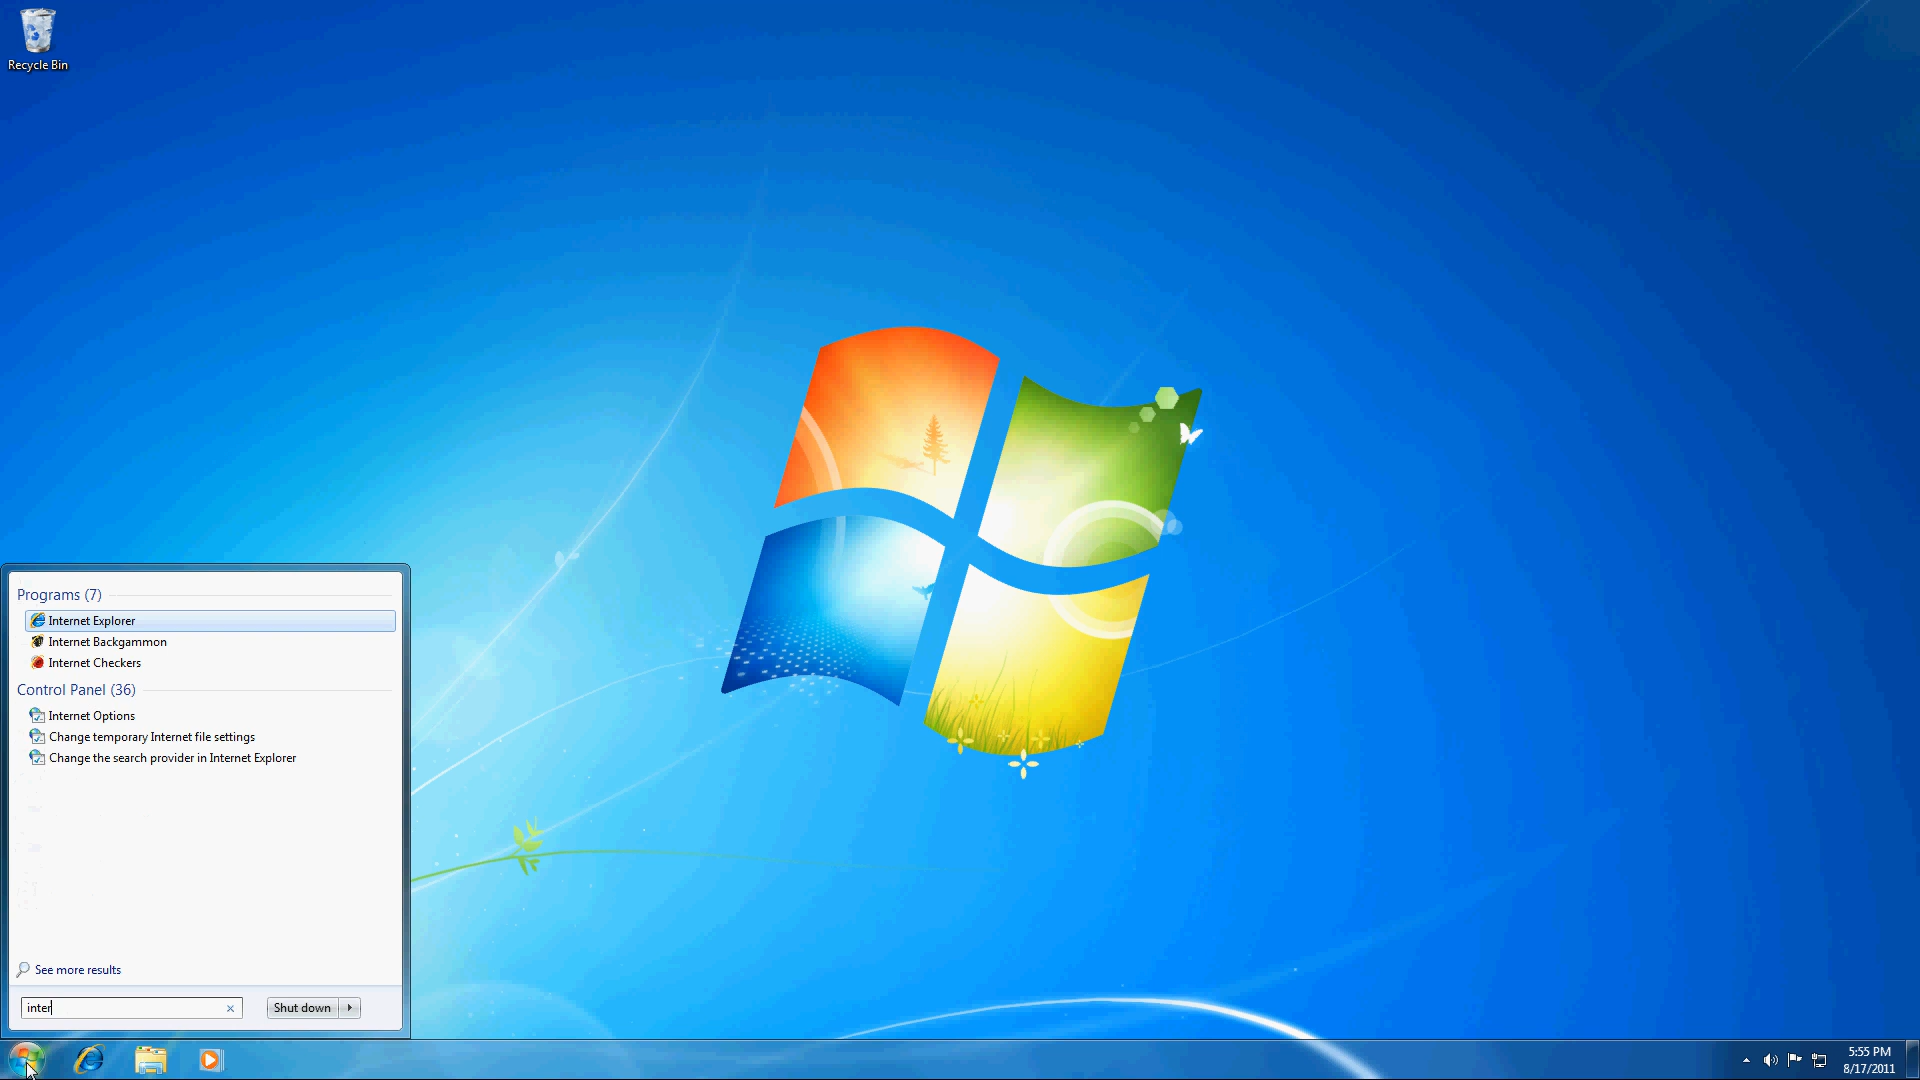 Recycle Bin
Programs (7)
Internet Explorer
Internet Backgammon
Internet Checkers
Control Panel (36)
Internet Options
Change temporary Internet file settings
Change the search provider in Internet Explorer
See more results
inter
Shut down
5:55 PM
8/17/2011